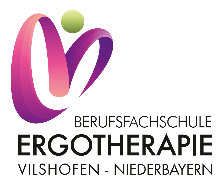 BERUFSFACHSCHULE
ERGOTHERAPIE
VILSHOFEN - NIEDERBAYERN